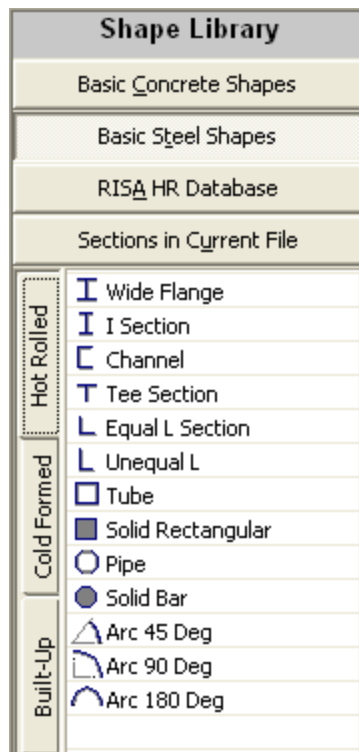 Shape Library
Basic Concrete Shapes
Basic Steel Shapes
RISA HR Database
Sections in Current File
Hot Rolled
Cold Formed
Built-Up
Wide Flange
I Section
Channel
Tee Section
Equal L Section
Unequal L
Tube
Solid Rectangular
Pipe
Solid Bar
Arc 45 Deg
Arc 90 Deg
Arc 180 Deg